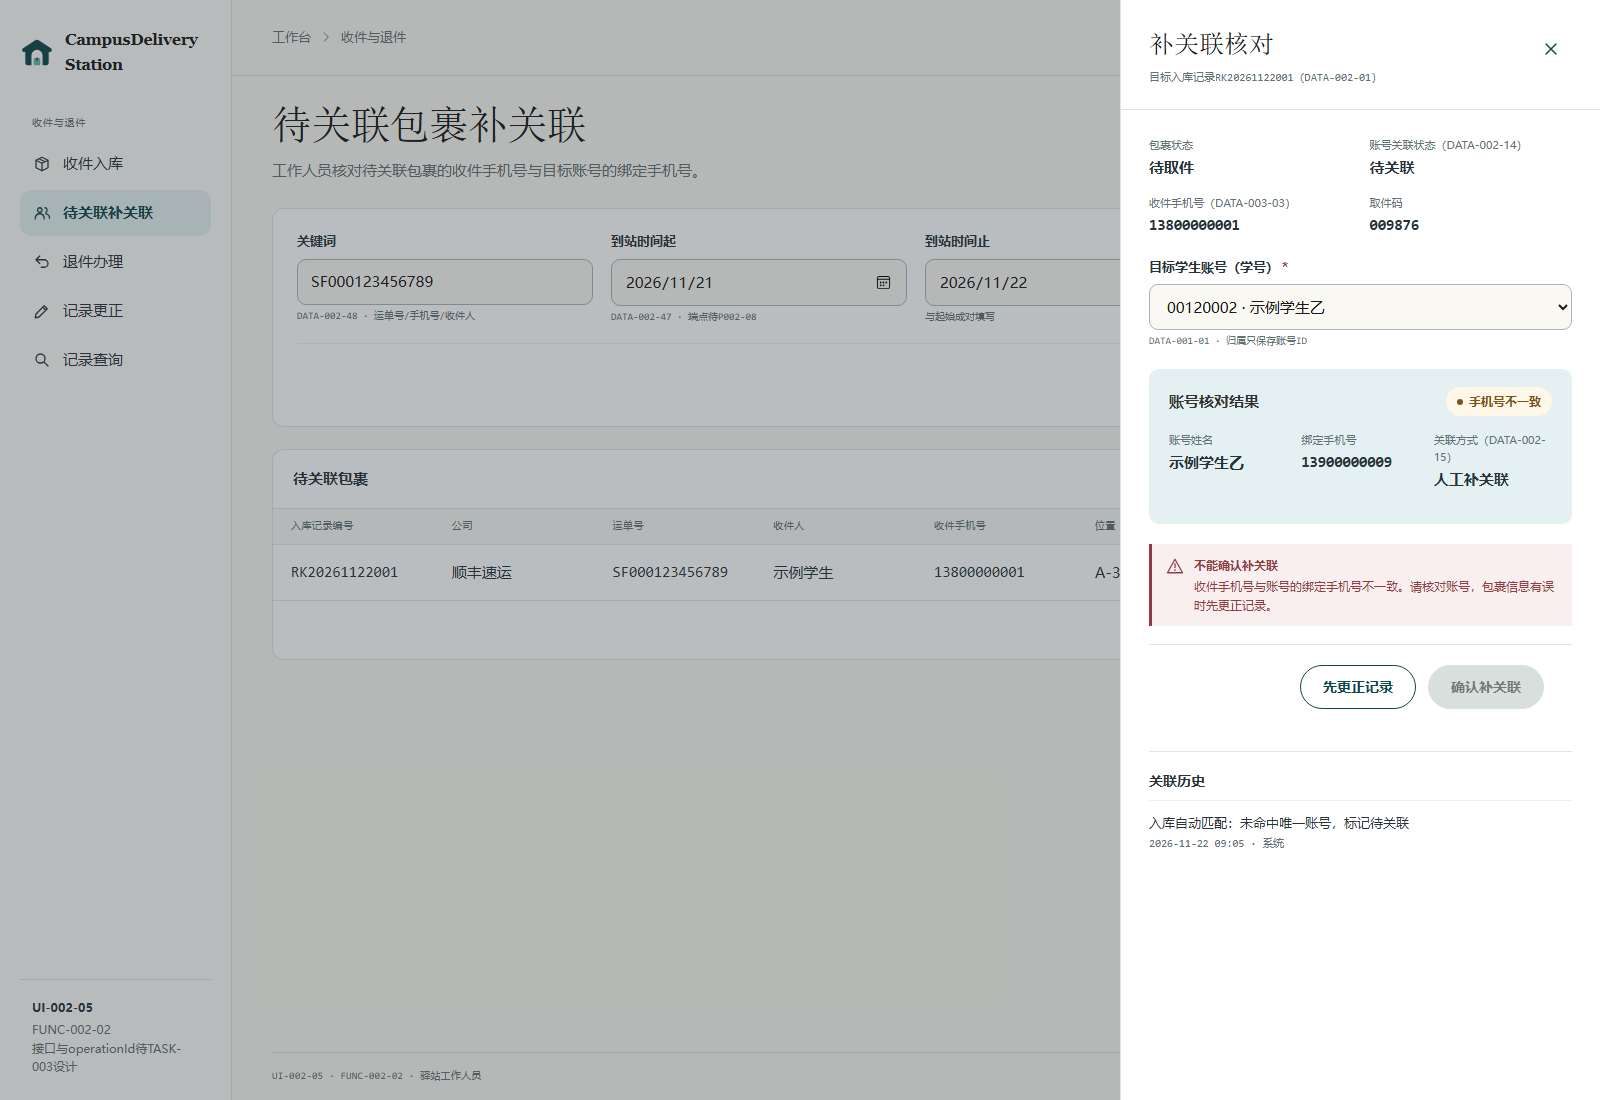 CampusDelivery
Station
收件与退件
收件入库
待关联补关联
退件办理
记录更正
记录查询
UI-002-05
FUNC-002-02
接口与operationId待TASK-
003设计
工作台
收件与退件
待关联包裹补关联
工作人员核对待关联包裹的收件手机号与目标账号的绑定手机号。
关键词
到站时间起
到站时间止
SF000123456789
2026/11/21
2026/11/22
DATA-002-48 · 运单号/手机号/收件人
DATA-002-47 · 端点待P002-08
与起始成对填写
待关联包裹
入库记录编号
公司
运单号
收件人
收件手机号
位置
RK20261122001
顺丰速运
SF000123456789
示例学生
13800000001
A-3
UI-002-05 · FUNC-002-02 · 驿站工作人员
补关联核对
目标入库记录RK20261122001 (DATA-002-01)
包裹状态
账号关联状态（DATA-002-14）
待取件
待关联
收件手机号（DATA-003-03）
取件码
13800000001
009876
目标学生账号（学号） *
00120002 · 示例学生乙
DATA-001-01 · 归属只保存账号ID
账号核对结果
手机号不一致
账号姓名
绑定手机号
关联方式（DATA-002-
15）
示例学生乙
13900000009
人工补关联
不能确认补关联
收件手机号与账号的绑定手机号不一致。请核对账号，包裹信息有误
时先更正记录。
先更正记录
确认补关联
关联历史
入库自动匹配：未命中唯一账号，标记待关联
2026-11-22 09:05 · 系统